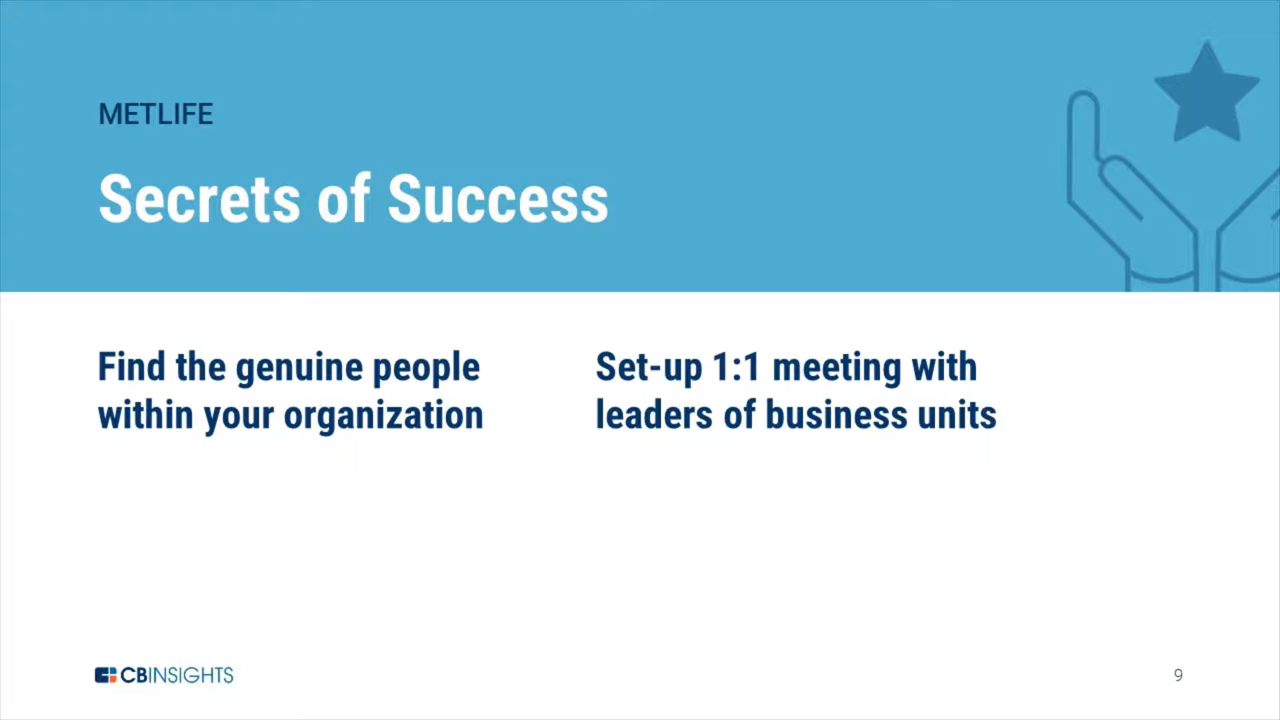 METLIFE
Secrets of Success
Find the genuine people
within your organization
Set-up 1:1 meeting with
leaders of business units
CBINSIGHTS
9